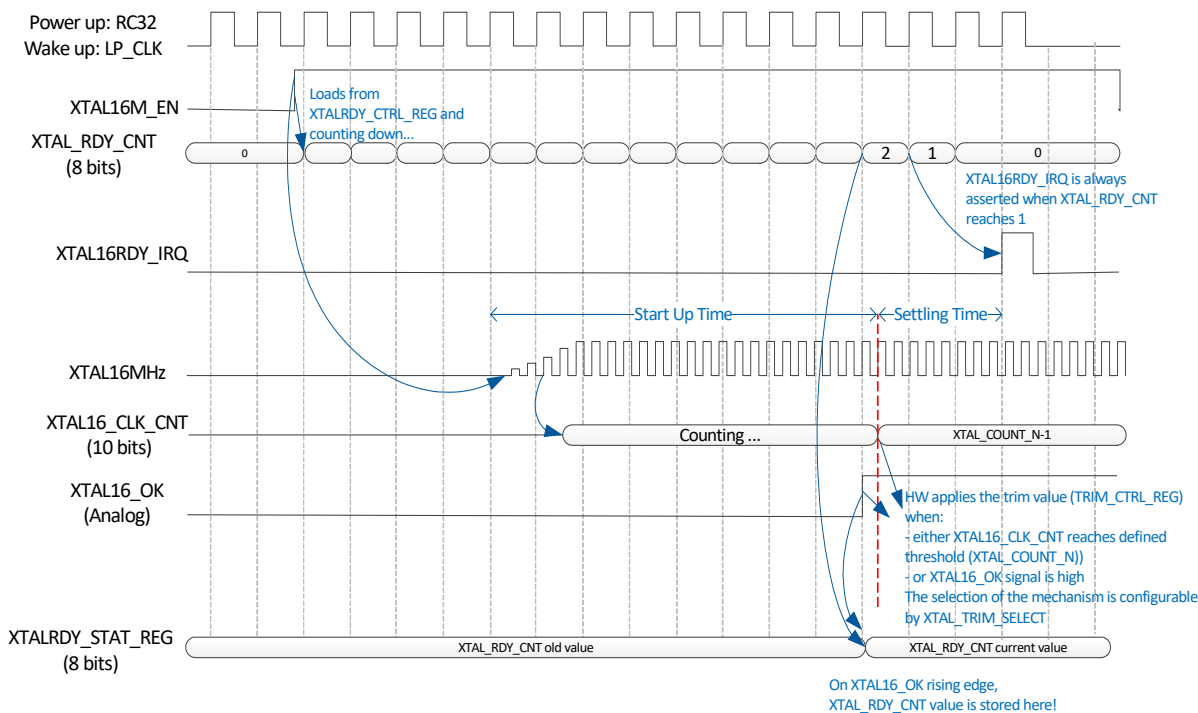 Power up: RC32
Wake up: LP_CLK
XTAL16M_EN
Loads from
XTALRDY_CTRL_REG and
counting down...
XTAL_RDY_CNT
(8 bits)
0
2
1
0
XTAL16RDY_IRQ is always
asserted when XTAL_RDY_CNT
reaches 1
XTAL16RDY_IRQ
Start Up Time
Settling Time
XTAL16MHz
XTAL16_CLK_CNT
(10 bits)
Counting ...
XTAL_COUNT_N-1
XTAL16_OK
(Analog)
HW applies the trim value (TRIM_CTRL_REG)
when:
- either XTAL16_CLK_CNT reaches defined
threshold (XTAL_COUNT_N))
- or XTAL16_OK signal is high
The selection of the mechanism is configurable
by XTAL_TRIM_SELECT
XTALRDY_STAT_REG
(8 bits)
XTAL_RDY_CNT old value
XTAL_RDY_CNT current value
On XTAL16_OK rising edge,
XTAL_RDY_CNT value is stored here!